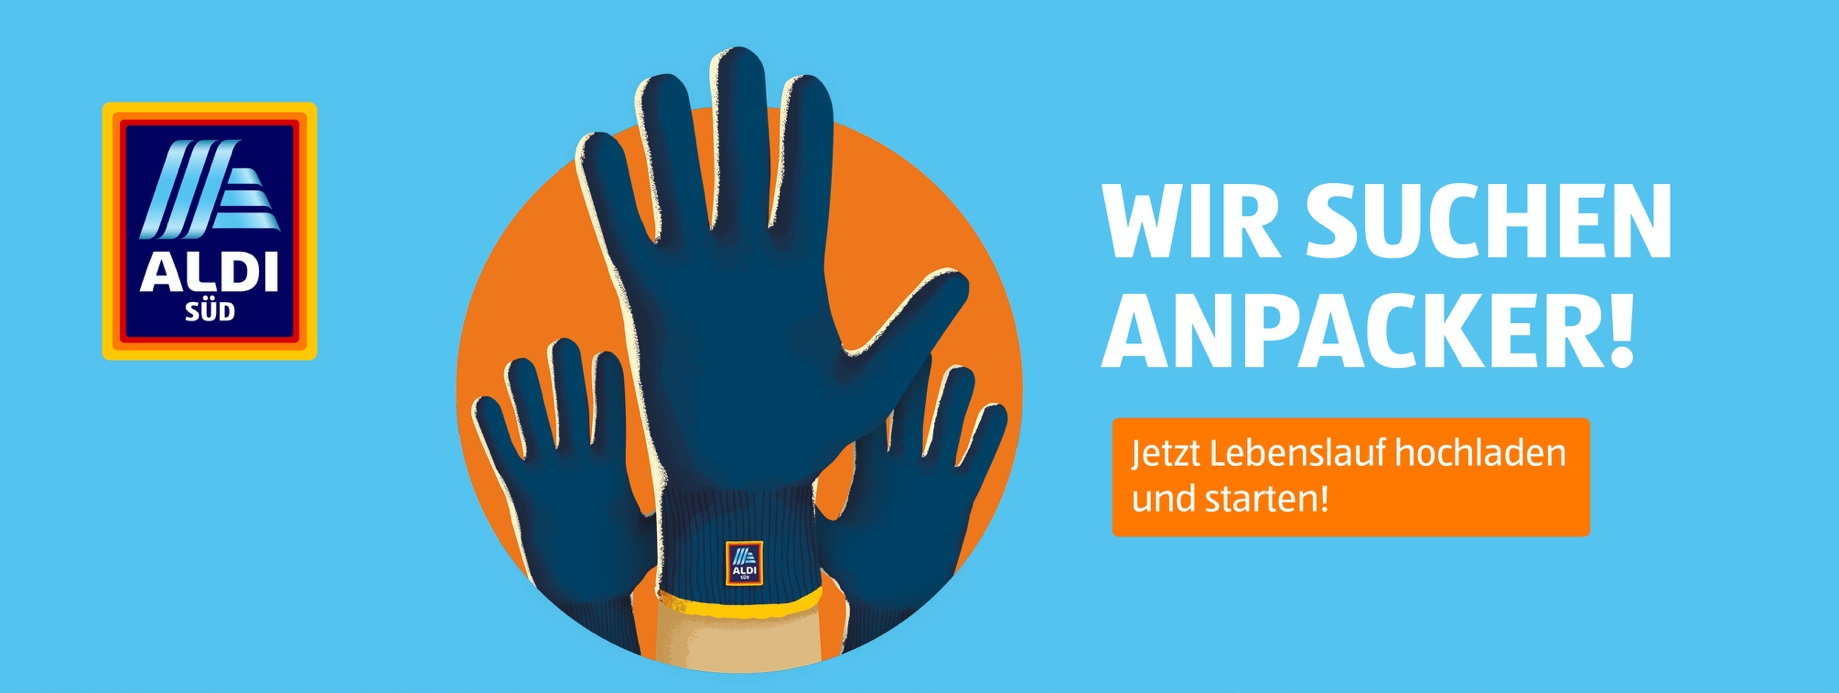 ALDI
SÜD
WIR SUCHEN
ANPACKER!
Jetzt Lebenslauf hochladen
und starten!
ALDI
SÜD